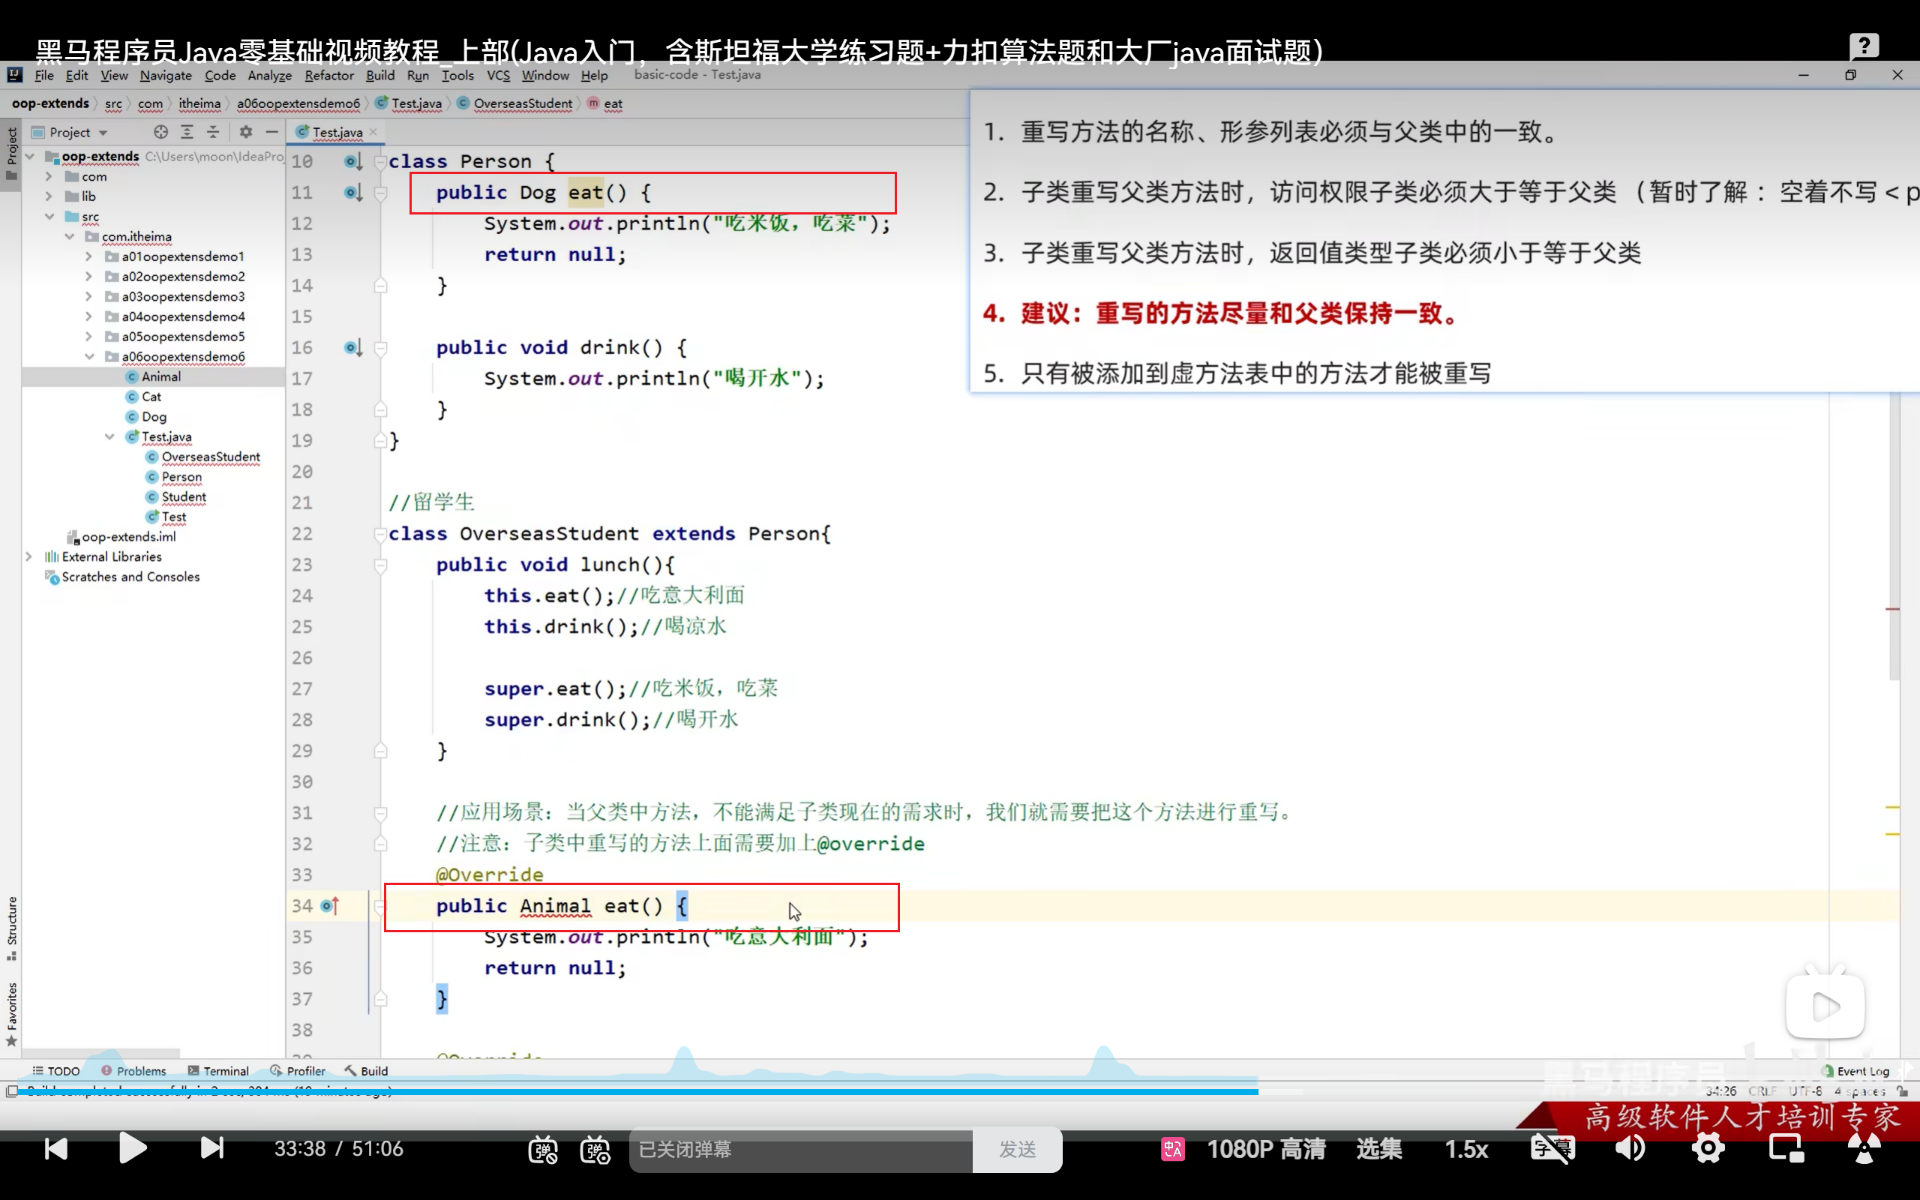 黑马程序员Java零基础视频教程_上部(Java入门，含斯坦福大学练习题+力扣算法题和大厂java面试题)
File Edit View Navigate Code Analyze Refactor Build Run Tools VCS Window Help basic-code - Test.java
oop-extends src com itheima a06oopextensdemo6 Test.java OverseasStudent eat
Project
Project
Test.java
oop-extends C:\Users\moon\IdeaPro
com
lib
src
com.itheima
a01oopextensdemo1
a02oopextensdemo2
a03oopextensdemo3
a04oopextensdemo4
a05oopextensdemo5
a06oopextensdemo6
Animal
Cat
Dog
Test.java
OverseasStudent
Person
Student
Test
oop-extends.iml
External Libraries
Scratches and Consoles
Structure
Favorites
10 class Person {
11 public Dog eat() {
12 System.out.println("吃米饭，吃菜");
13 return null;
14 }
15
16 public void drink() {
17 System.out.println("喝开水");
18 }
19 }
20
21 //留学生
22 class OverseasStudent extends Person{
23 public void lunch(){
24 this.eat();//吃意大利面
25 this.drink();//喝凉水
26
27 super.eat();//吃米饭，吃菜
28 super.drink();//喝开水
29 }
30
31 //应用场景：当父类中方法，不能满足子类现在的需求时，我们就需要把这个方法进行重写。
32 //注意：子类中重写的方法上面需要加上@override
33 @Override
34 public Animal eat() {
35 System.out.println("吃意大利面");
36 return null;
37 }
38
39 @Override
1. 重写方法的名称、形参列表必须与父类中的一致。
2. 子类重写父类方法时，访问权限子类必须大于等于父类（暂时了解：空着不写 < p
3. 子类重写父类方法时，返回值类型子类必须小于等于父类
4. 建议：重写的方法尽量和父类保持一致。
5. 只有被添加到虚方法表中的方法才能被重写
TODO Problems Terminal Profiler Build Event Log
34:26 CRLF UTF-8 4 spaces
高级软件人才培训专家
33:38 / 51:06 弹 弹 已关闭弹幕 发送 1080P 高清 选集 1.5x 字幕